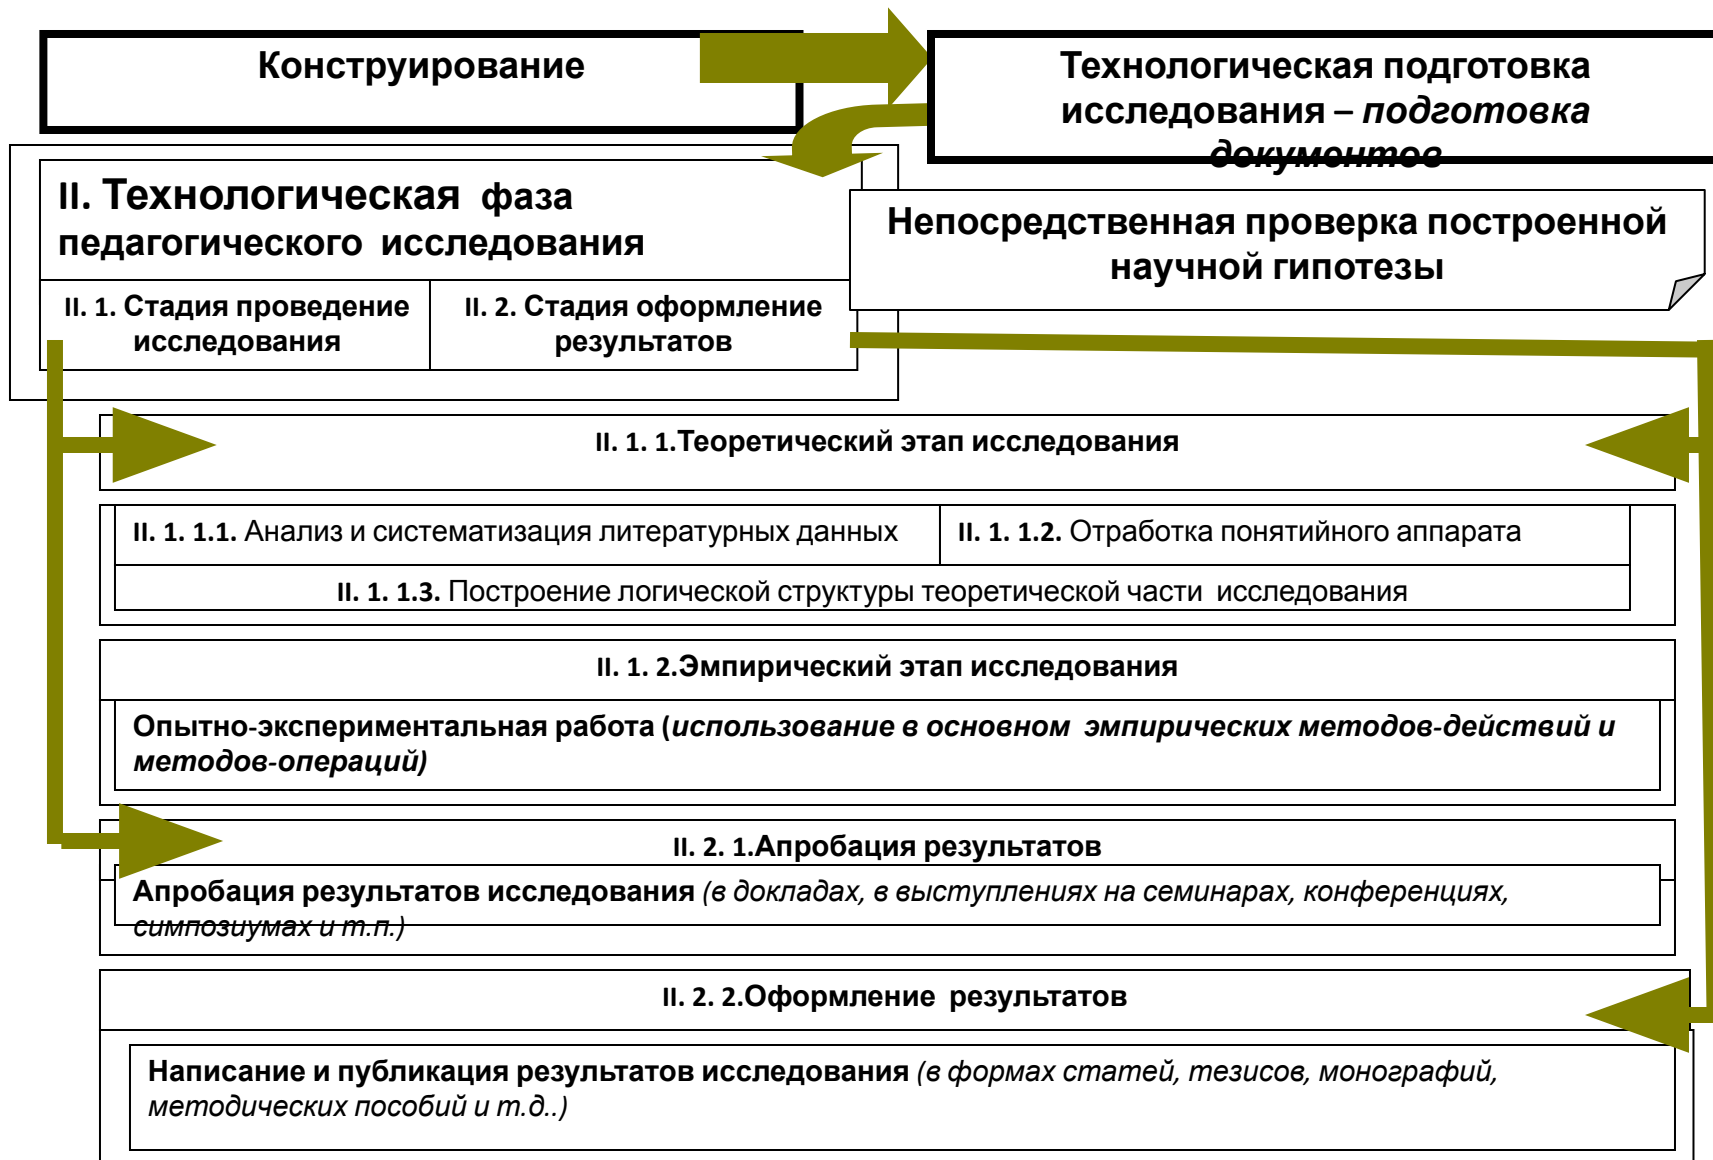 Конструирование
Технологическая подготовка
исследования – подготовка
документов
II. Технологическая фаза
педагогического исследования
Непосредственная проверка построенной
научной гипотезы
II. 1. Стадия проведение
исследования
II. 2. Стадия оформление
результатов
II. 1. 1.Теоретический этап исследования
II. 1. 1.1. Анализ и систематизация литературных данных
II. 1. 1.2. Отработка понятийного аппарата
II. 1. 1.3. Построение логической структуры теоретической части исследования
II. 1. 2.Эмпирический этап исследования
Опытно-экспериментальная работа (использование в основном эмпирических методов-действий и
методов-операций)
II. 2. 1.Апробация результатов
Апробация результатов исследования (в докладах, в выступлениях на семинарах, конференциях,
симпозиумах и т.п.)
II. 2. 2.Оформление результатов
Написание и публикация результатов исследования (в формах статей, тезисов, монографий,
методических пособий и т.д..)